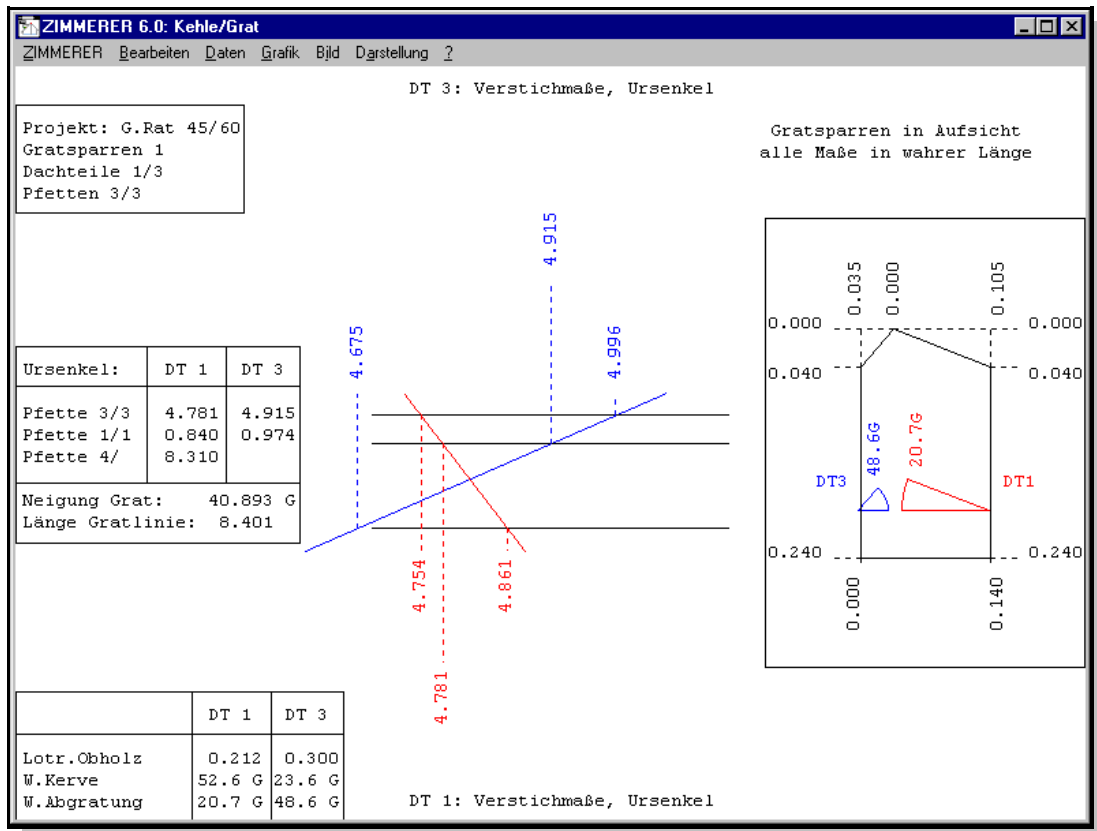 ZIMMERER 6.0: Kehle/Grat
ZIMMERER Bearbeiten Daten Grafik Bild Darstellung ?
DT 3: Verstichmaße, Ursenkel
Projekt: G.Rat 45/60
Gratsparren 1
Dachteile 1/3
Pfetten 3/3
Gratsparren in Aufsicht
alle Maße in wahrer Länge
4.915
4.675
4.996
Ursenkel: DT 1 DT 3
Pfette 3/3 4.781 4.915
Pfette 1/1 0.840 0.974
Pfette 4/ 8.310
Neigung Grat: 40.893 G
Länge Gratlinie: 8.401
4.754
4.861
4.781
0.035 0.000 0.105
0.000 0.000
0.040 0.040
48.6G 20.7G
DT3 DT1
0.240 0.240
0.000 0.140
DT 1 DT 3
Lotr.Obholz 0.212 0.300
W.Kerve 52.6 G 23.6 G
W.Abgratung 20.7 G 48.6 G
DT 1: Verstichmaße, Ursenkel